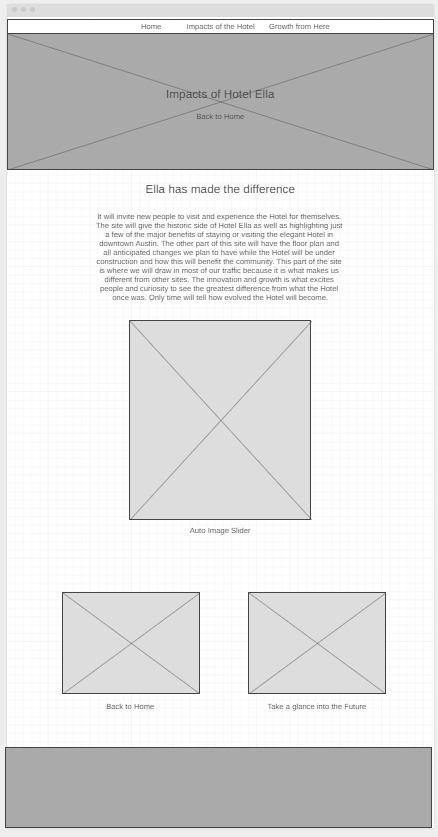 Home Impacts of the Hotel Growth from Here
Impacts of Hotel Ella
Back to Home
Ella has made the difference
It will invite new people to visit and experience the Hotel for themselves.
The site will give the historic side of Hotel Ella as well as highlighting just
a few of the major benefits of staying or visiting the elegant Hotel in
downtown Austin. The other part of this site will have the floor plan and
all anticipated changes we plan to have while the Hotel will be under
construction and how this will benefit the community. This part of the site
is where we will draw in most of our traffic because it is what makes us
different from other sites. The innovation and growth is what excites
people and curiosity to see the greatest difference from what the Hotel
once was. Only time will tell how evolved the Hotel will become.
Auto Image Slider
Back to Home Take a glance into the Future